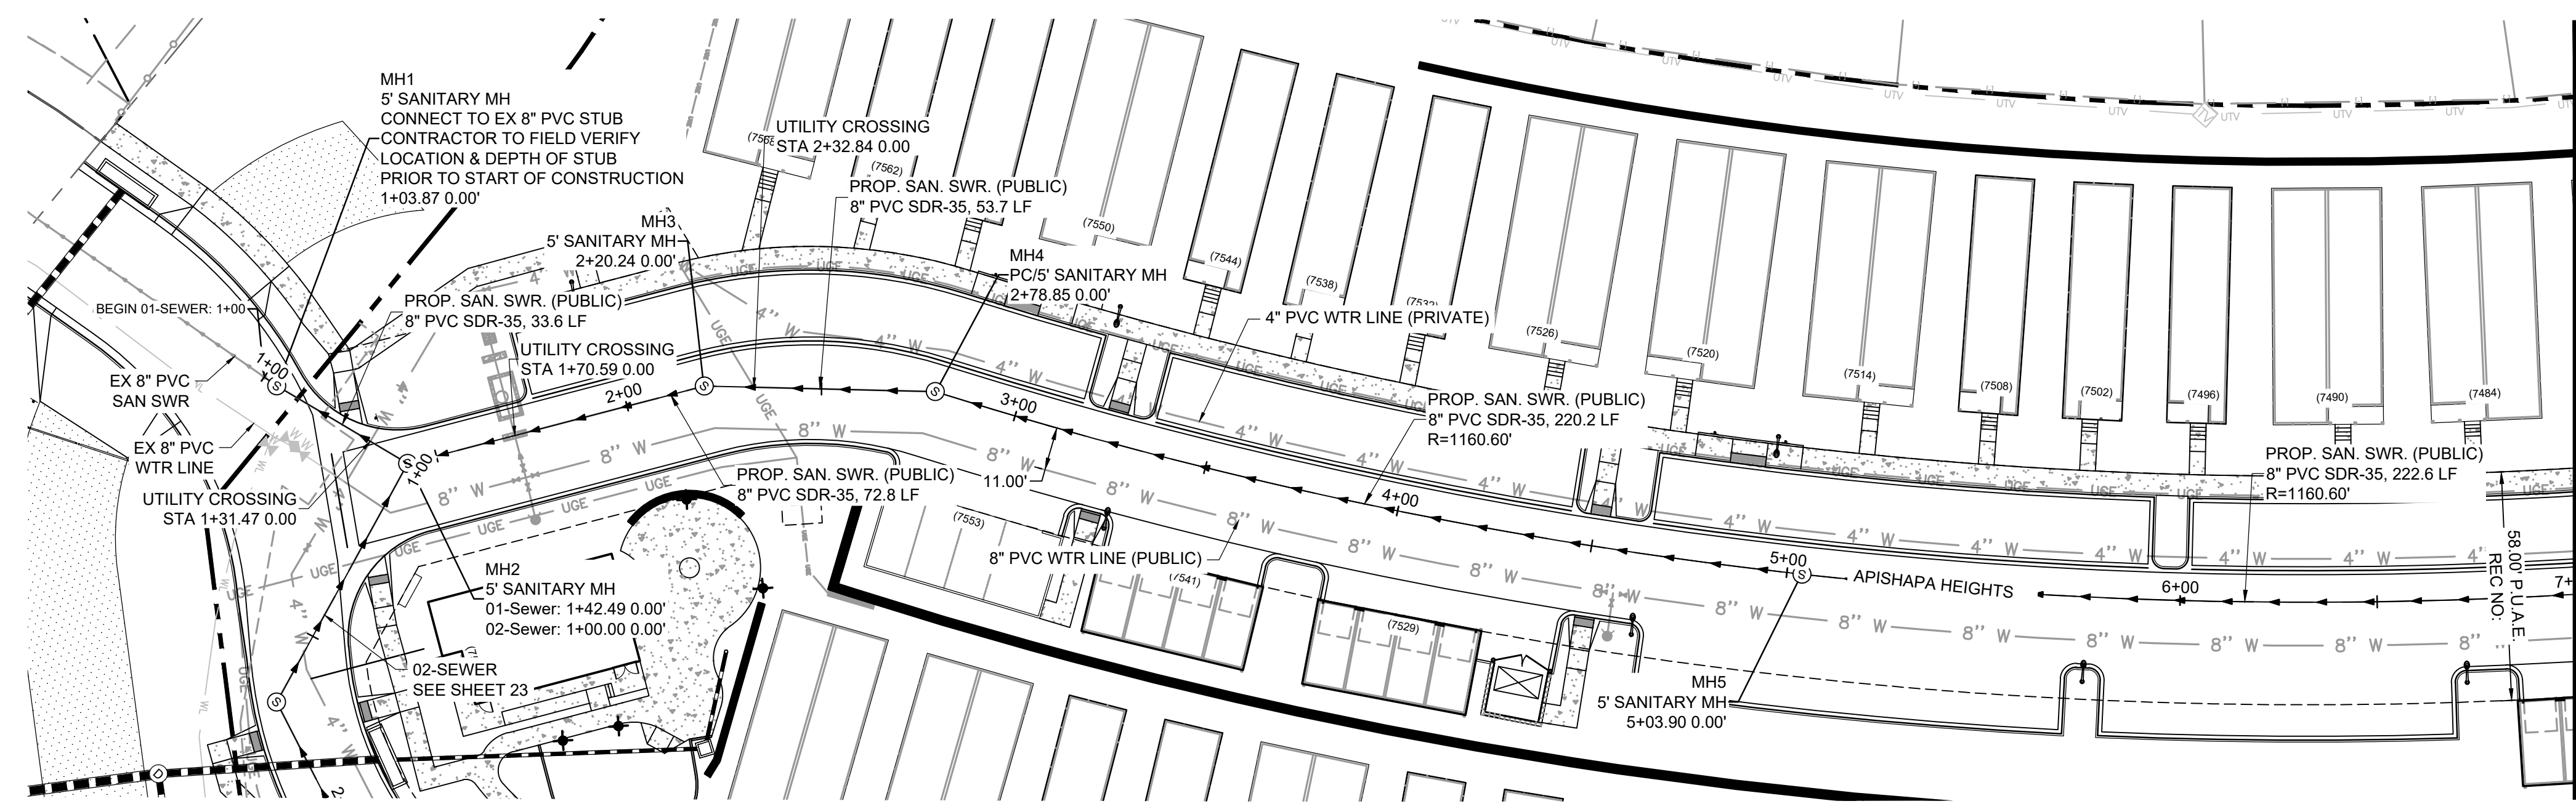 MH1
5' SANITARY MH
CONNECT TO EX 8" PVC STUB
CONTRACTOR TO FIELD VERIFY
LOCATION & DEPTH OF STUB
PRIOR TO START OF CONSTRUCTION
1+03.87 0.00'
UTILITY CROSSING
STA 2+32.84 0.00
(7562)
PROP. SAN. SWR. (PUBLIC)
8" PVC SDR-35, 53.7 LF
MH3
5' SANITARY MH
2+20.24 0.00'
MH4
PC/5' SANITARY MH
2+78.85 0.00'
(7550)
(7544)
(7538)
(7532)
(7526)
(7520)
(7514)
(7508)
(7502)
(7496)
(7490)
(7484)
BEGIN 01-SEWER: 1+00
PROP. SAN. SWR. (PUBLIC)
8" PVC SDR-35, 33.6 LF
4" PVC WTR LINE (PRIVATE)
UTILITY CROSSING
STA 1+70.59 0.00
EX 8" PVC
SAN SWR
EX 8" PVC
WTR LINE
UTILITY CROSSING
STA 1+31.47 0.00
1+00
1+00
2+00
3+00
4+00
5+00
6+00
7+
PROP. SAN. SWR. (PUBLIC)
8" PVC SDR-35, 72.8 LF
11.00'
PROP. SAN. SWR. (PUBLIC)
8" PVC SDR-35, 220.2 LF
R=1160.60'
PROP. SAN. SWR. (PUBLIC)
8" PVC SDR-35, 222.6 LF
R=1160.60'
58.00' P.U.A.E.
REC NO:
8" PVC WTR LINE (PUBLIC)
(7553)
(7541)
(7529)
APISHAPA HEIGHTS
MH2
5' SANITARY MH
01-Sewer: 1+42.49 0.00'
02-Sewer: 1+00.00 0.00'
02-SEWER
SEE SHEET 23
MH5
5' SANITARY MH
5+03.90 0.00'
UGE
UTV
8" W
4" W
WL